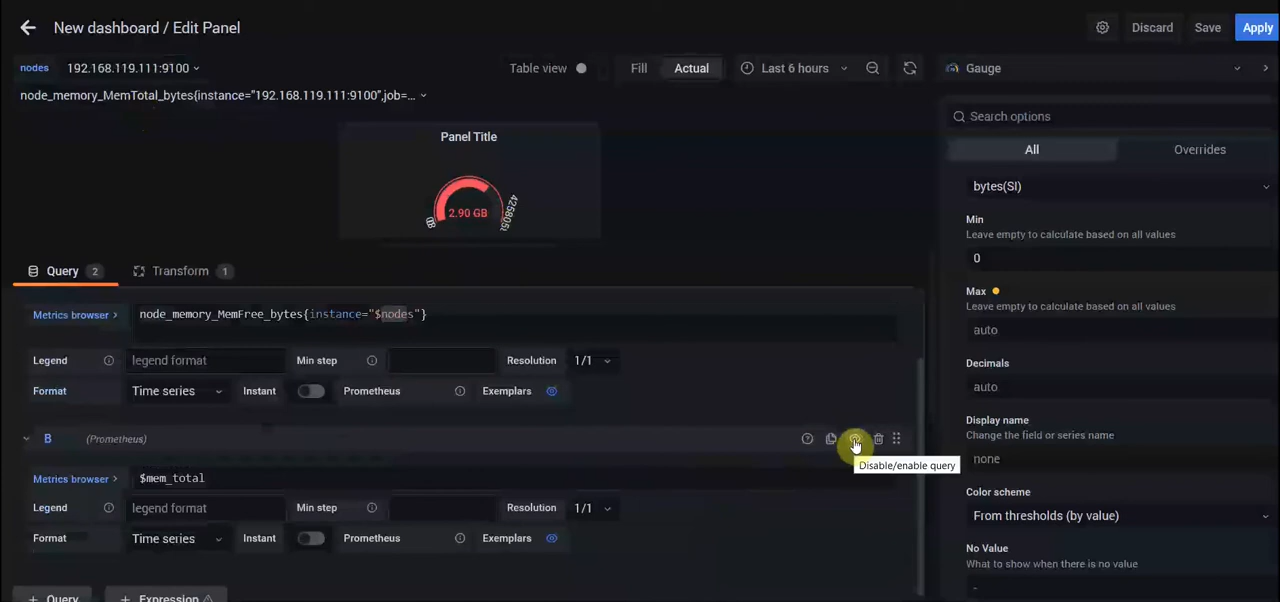 New dashboard / Edit Panel
Discard
Save
Apply
nodes
192.168.119.111:9100
Table view
Fill
Actual
Last 6 hours
Gauge
node_memory_MemTotal_bytes{instance="192.168.119.111:9100",job=...
Search options
Panel Title
All
Overrides
bytes(SI)
2.90 GB
Min
Leave empty to calculate based on all values
0
Query 2
Transform 1
Max
Leave empty to calculate based on all values
auto
Metrics browser >
node_memory_MemFree_bytes{instance="$nodes"}
Legend
legend format
Min step
Resolution
1/1
Format
Time series
Instant
Prometheus
Exemplars
Decimals
auto
Display name
Change the field or series name
none
B
(Prometheus)
Disable/enable query
Metrics browser >
$mem_total
Legend
legend format
Min step
Resolution
1/1
Format
Time series
Instant
Prometheus
Exemplars
Color scheme
From thresholds (by value)
No Value
What to show when there is no value
-
+ Query
+ Expression